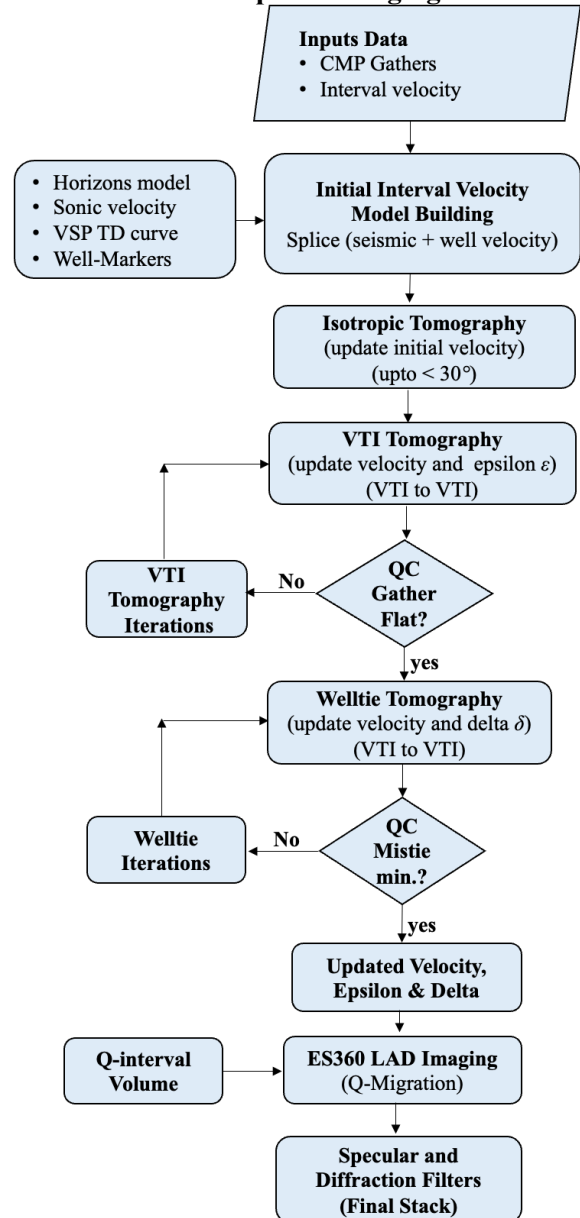 Inputs Data
• CMP Gathers
• Interval velocity
• Horizons model
• Sonic velocity
• VSP TD curve
• Well-Markers
Initial Interval Velocity
Model Building
Splice (seismic + well velocity)
Isotropic Tomography
(update initial velocity)
(upto < 30°)
VTI Tomography
(update velocity and epsilon ε)
(VTI to VTI)
VTI
Tomography
Iterations
No
QC
Gather
Flat?
yes
Welltie Tomography
(update velocity and delta δ)
(VTI to VTI)
Welltie
Iterations
No
QC
Mistie
min.?
yes
Updated Velocity,
Epsilon & Delta
Q-interval
Volume
ES360 LAD Imaging
(Q-Migration)
Specular and
Diffraction Filters
(Final Stack)